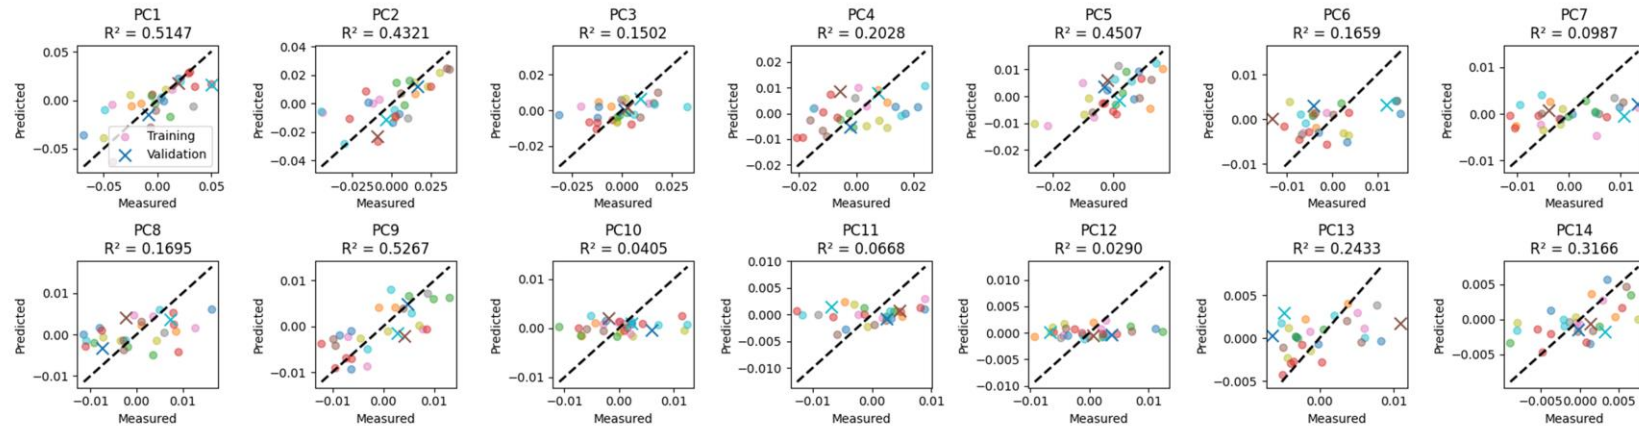 PC1
R² = 0.5147
PC2
R² = 0.4321
PC3
R² = 0.1502
PC4
R² = 0.2028
PC5
R² = 0.4507
PC6
R² = 0.1659
PC7
R² = 0.0987
Predicted
0.05
0.00
−0.05
Training
Validation
−0.05
0.00
0.05
Measured
Predicted
0.04
0.02
0.00
−0.02
−0.04
−0.025
0.000
0.025
Measured
Predicted
0.02
0.00
−0.02
−0.025
0.000
0.025
Measured
Predicted
0.02
0.01
0.00
−0.01
−0.02
−0.02
0.00
0.02
Measured
Predicted
0.02
0.01
0.00
−0.01
−0.02
−0.02
0.00
Measured
Predicted
0.01
0.00
−0.01
−0.01
0.00
0.01
Measured
Predicted
0.01
0.00
−0.01
−0.01
0.00
0.01
Measured
PC8
R² = 0.1695
PC9
R² = 0.5267
PC10
R² = 0.0405
PC11
R² = 0.0668
PC12
R² = 0.0290
PC13
R² = 0.2433
PC14
R² = 0.3166
Predicted
0.01
0.00
−0.01
−0.01
0.00
0.01
Measured
Predicted
0.01
0.00
−0.01
−0.01
0.00
0.01
Measured
Predicted
0.01
0.00
−0.01
−0.01
0.00
0.01
Measured
Predicted
0.010
0.005
0.000
−0.005
−0.010
−0.01
0.00
0.01
Measured
Predicted
0.010
0.005
0.000
−0.005
−0.010
−0.01
0.00
0.01
Measured
Predicted
0.005
0.000
−0.005
0.00
0.01
Measured
Predicted
0.005
0.000
−0.005
−0.005
0.000
0.005
Measured